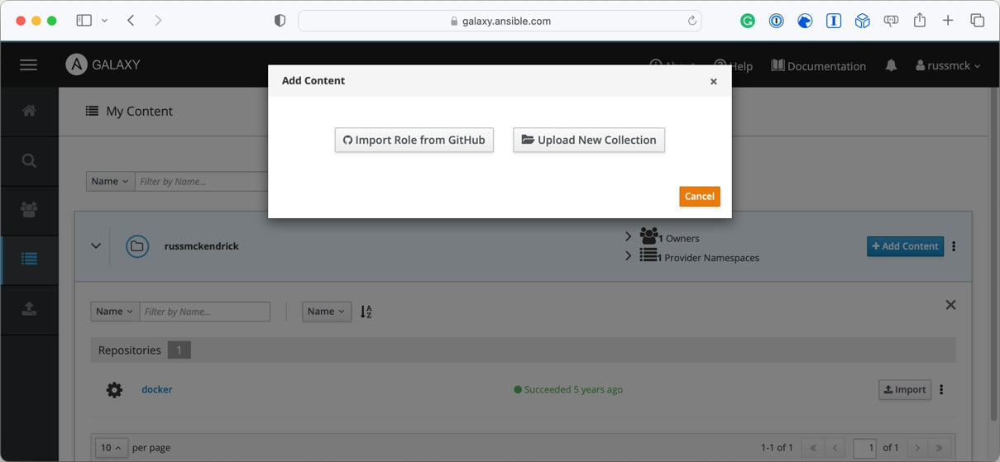 galaxy.ansible.com
GALAXY
About
Help
Documentation
russmck
Add Content
×
My Content
Import Role from GitHub
Upload New Collection
Name
Filter by Name...
Cancel
russmckendrick
1 Owners
1 Provider Namespaces
+ Add Content
Name
Filter by Name...
Name
Repositories 1
docker
Succeeded 5 years ago
Import
10 per page
1-1 of 1
« < 1 of 1 > »